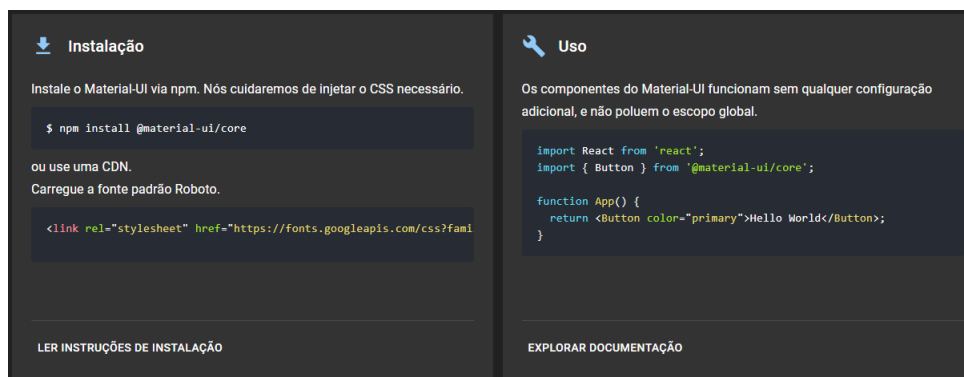 Instalação
Instale o Material-UI via npm. Nós cuidaremos de injetar o CSS necessário.
$ npm install @material-ui/core
ou use uma CDN.
Carregue a fonte padrão Roboto.
<link rel="stylesheet" href="https://fonts.googleapis.com/css?fami
LER INSTRUÇÕES DE INSTALAÇÃO
Uso
Os componentes do Material-UI funcionam sem qualquer configuração
adicional, e não poluem o escopo global.
import React from 'react';
import { Button } from '@material-ui/core';
function App() {
return <Button color="primary">Hello World</Button>;
}
EXPLORAR DOCUMENTAÇÃO